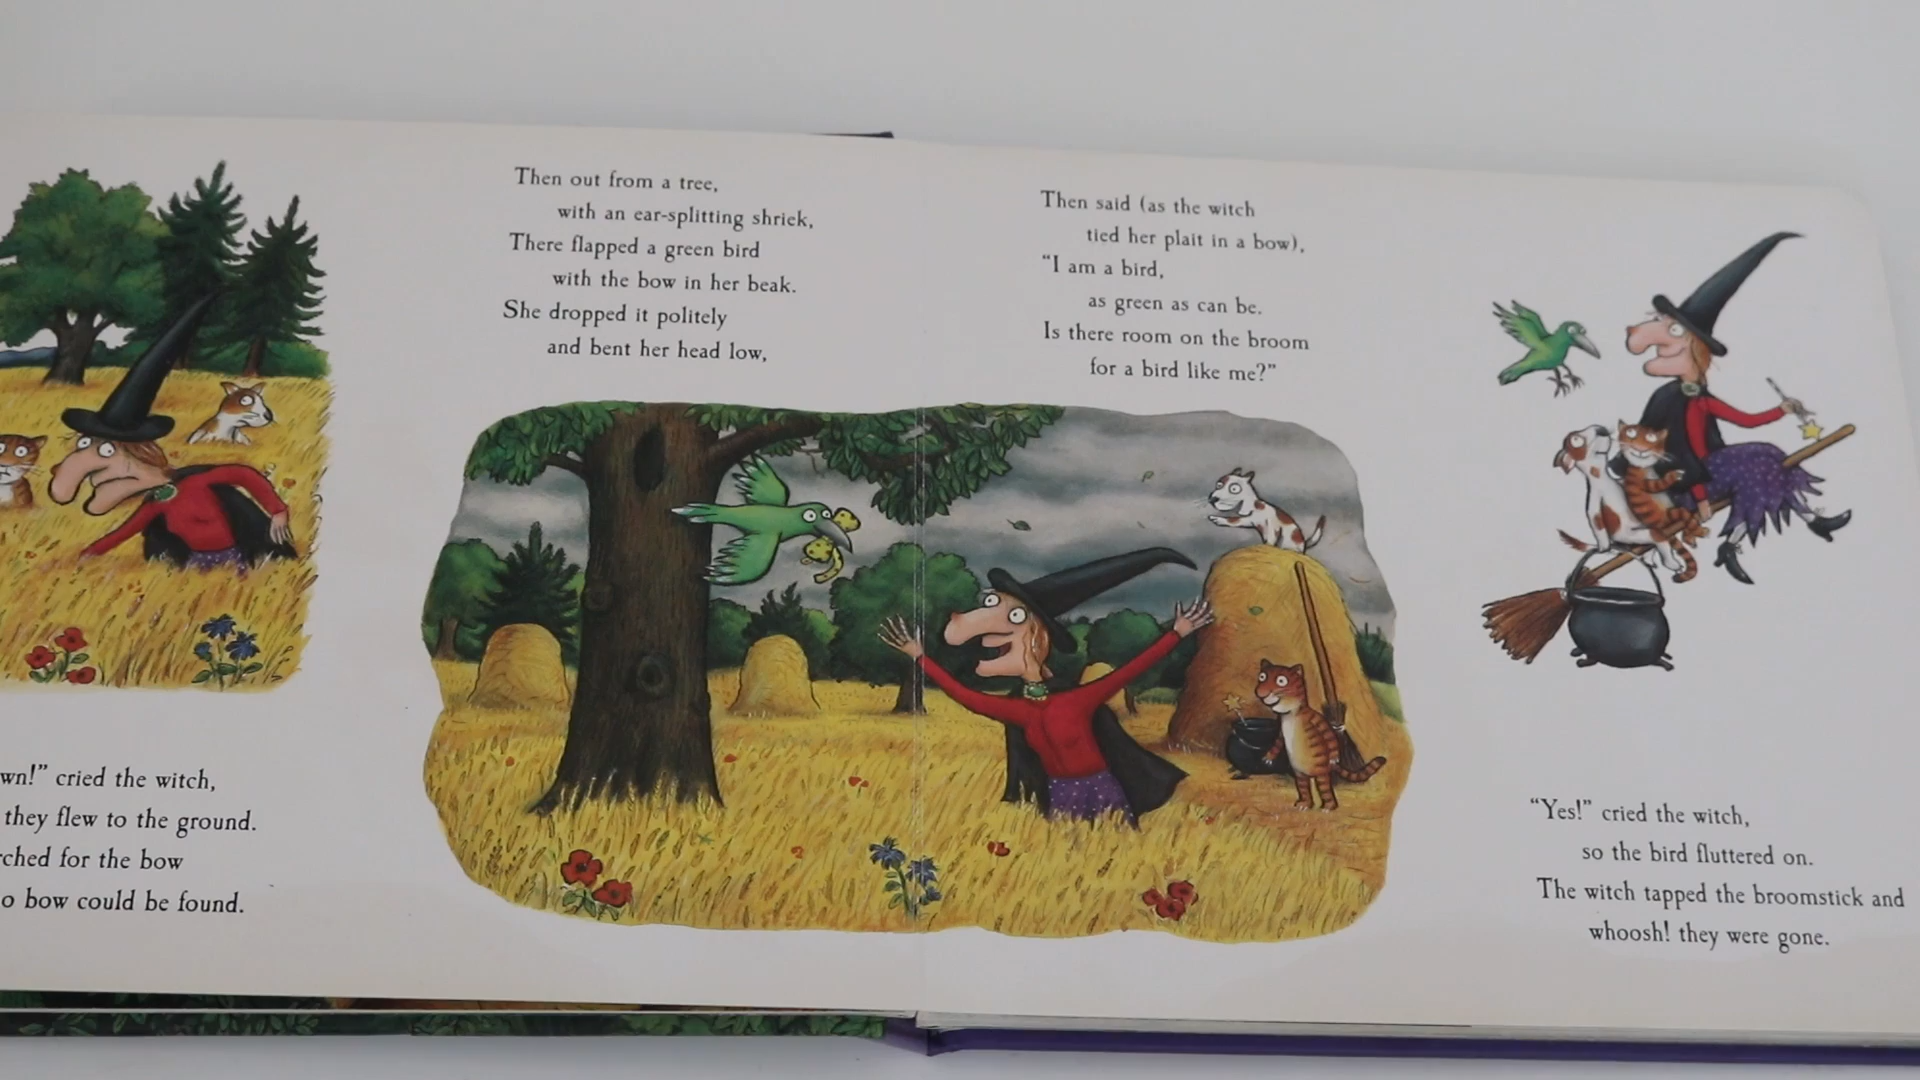 cried the witch,
they flew to the ground.
for the bow
bow could be found.
Then out from a tree,
with an ear-splitting shriek,
There flapped a green bird
with the bow in her beak.
She dropped it politely
and bent her head low,
Then said (as the witch
tied her plait in a bow),
“I am a bird,
as green as can be.
Is there room on the broom
for a bird like me?”
“Yes!” cried the witch,
so the bird fluttered on.
The witch tapped the broomstick and
whoosh! they were gone.